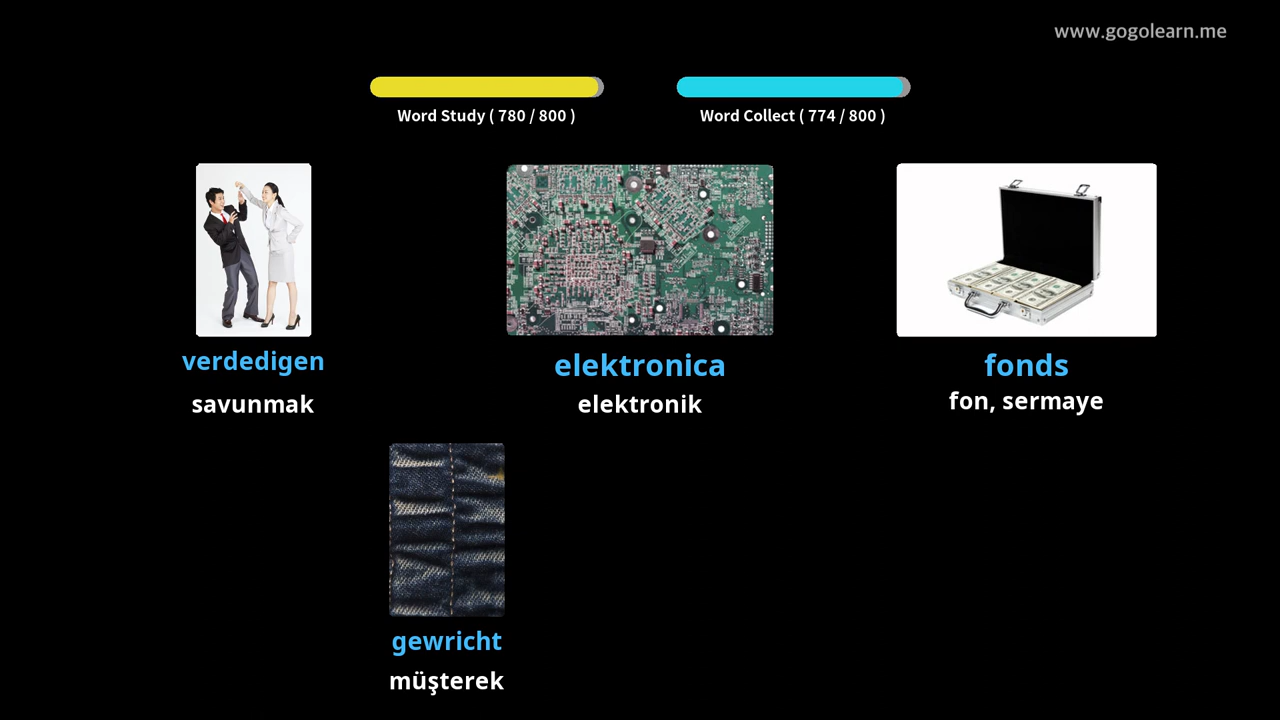 www.gogolearn.me
Word Study ( 780 / 800 )
Word Collect ( 774 / 800 )
verdedigen
savunmak
elektronica
elektronik
fonds
fon, sermaye
gewricht
müşterek